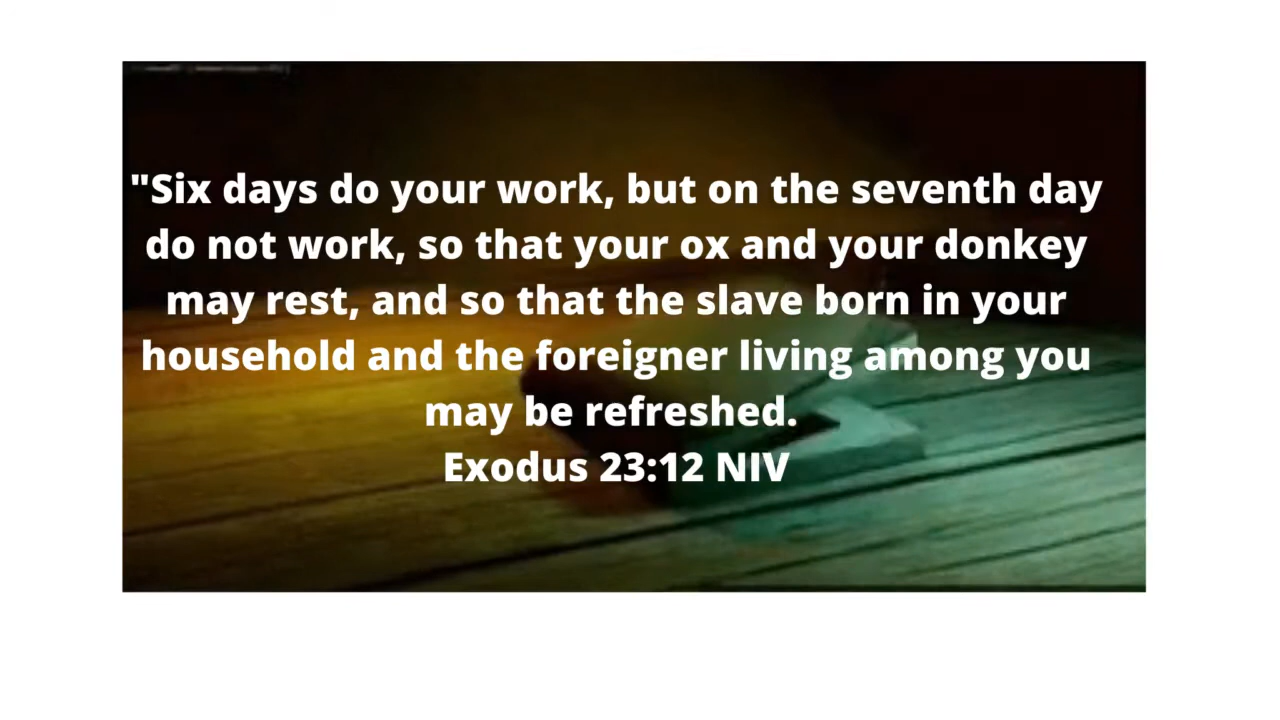 "Six days do your work, but on the seventh day
do not work, so that your ox and your donkey
may rest, and so that the slave born in your
household and the foreigner living among you
may be refreshed.
Exodus 23:12 NIV